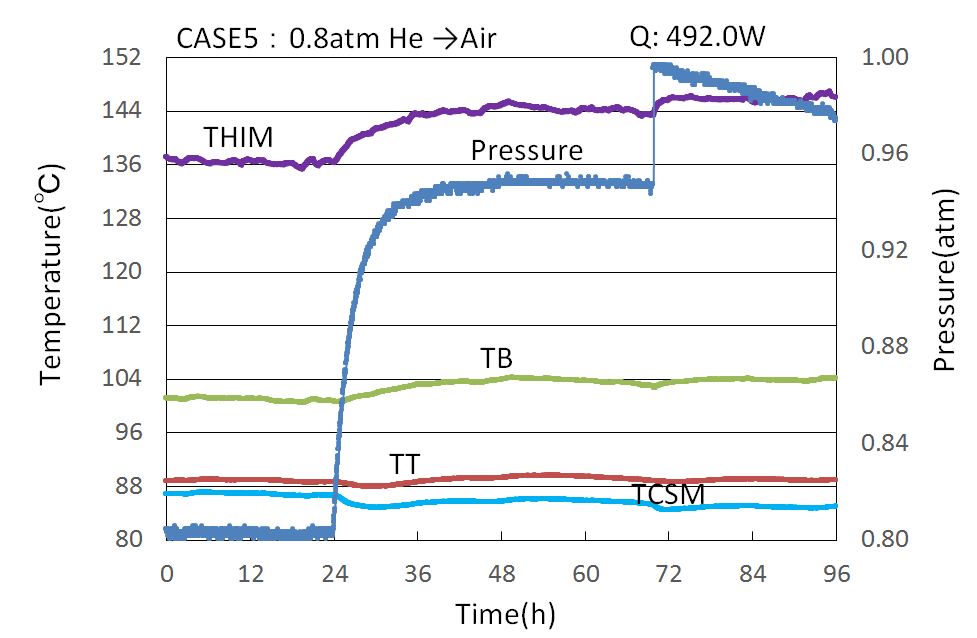 CASE5：0.8atm He →Air
Q: 492.0W
152
144
136
128
120
112
104
96
88
80
Temperature(℃)
1.00
0.96
0.92
0.88
0.84
0.80
Pressure(atm)
THIM
Pressure
TB
TT
TCSM
0 12 24 36 48 60 72 84 96
Time(h)